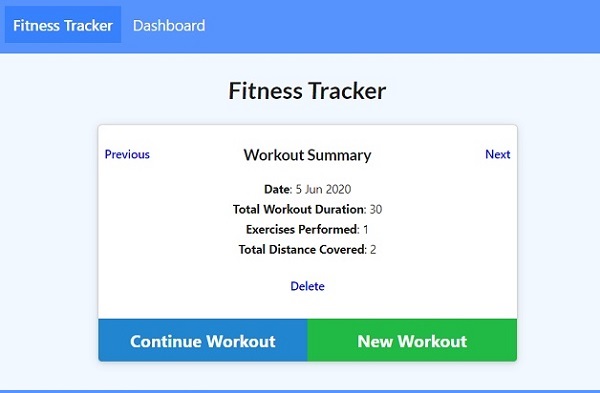 Fitness Tracker Dashboard
Fitness Tracker
Previous Workout Summary Next
Date: 5 Jun 2020
Total Workout Duration: 30
Exercises Performed: 1
Total Distance Covered: 2
Delete
Continue Workout New Workout